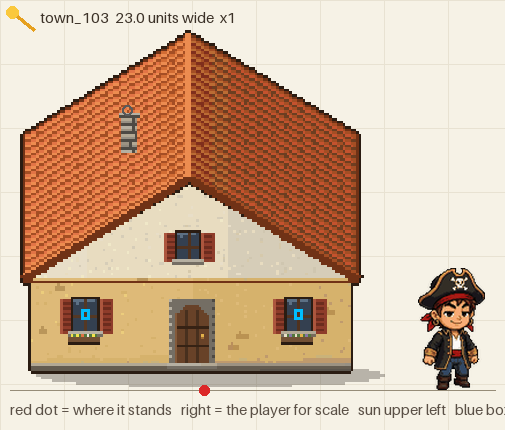 town_103 23.0 units wide x1
red dot = where it stands right = the player for scale sun upper left blue bo